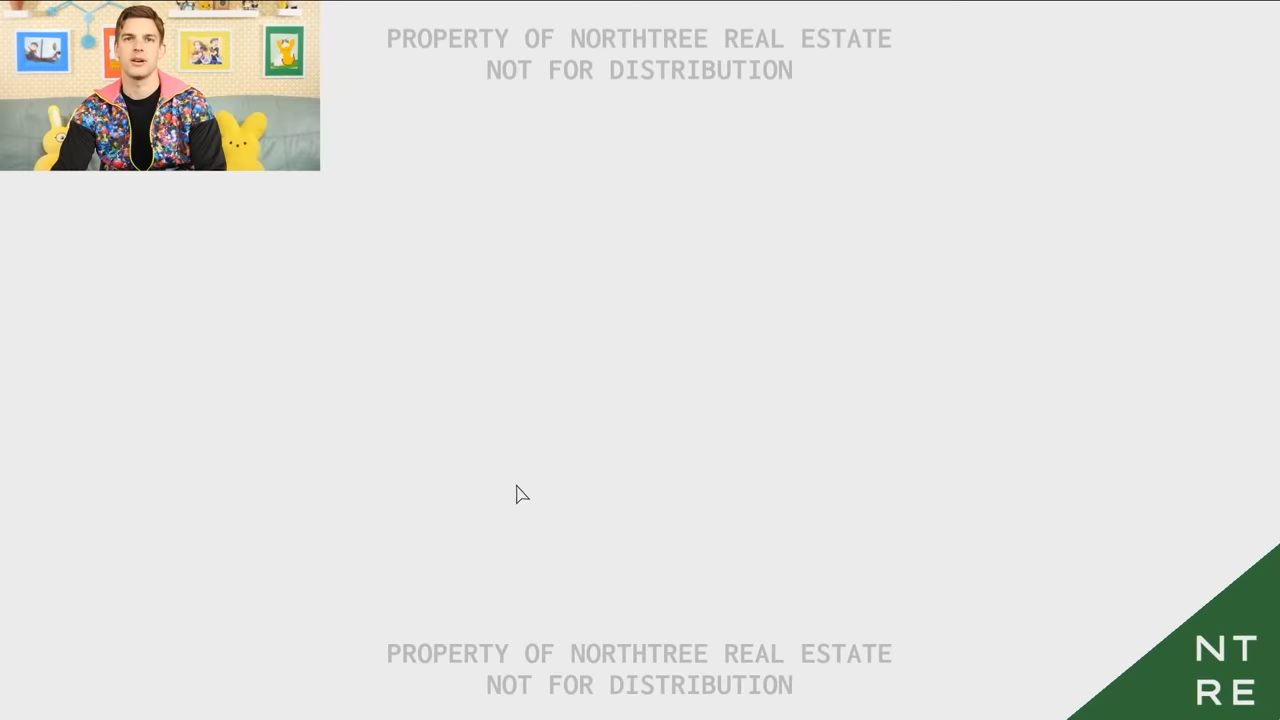 PROPERTY OF NORTHTREE REAL ESTATE
NOT FOR DISTRIBUTION
PROPERTY OF NORTHTREE REAL ESTATE
NOT FOR DISTRIBUTION
NT
RE